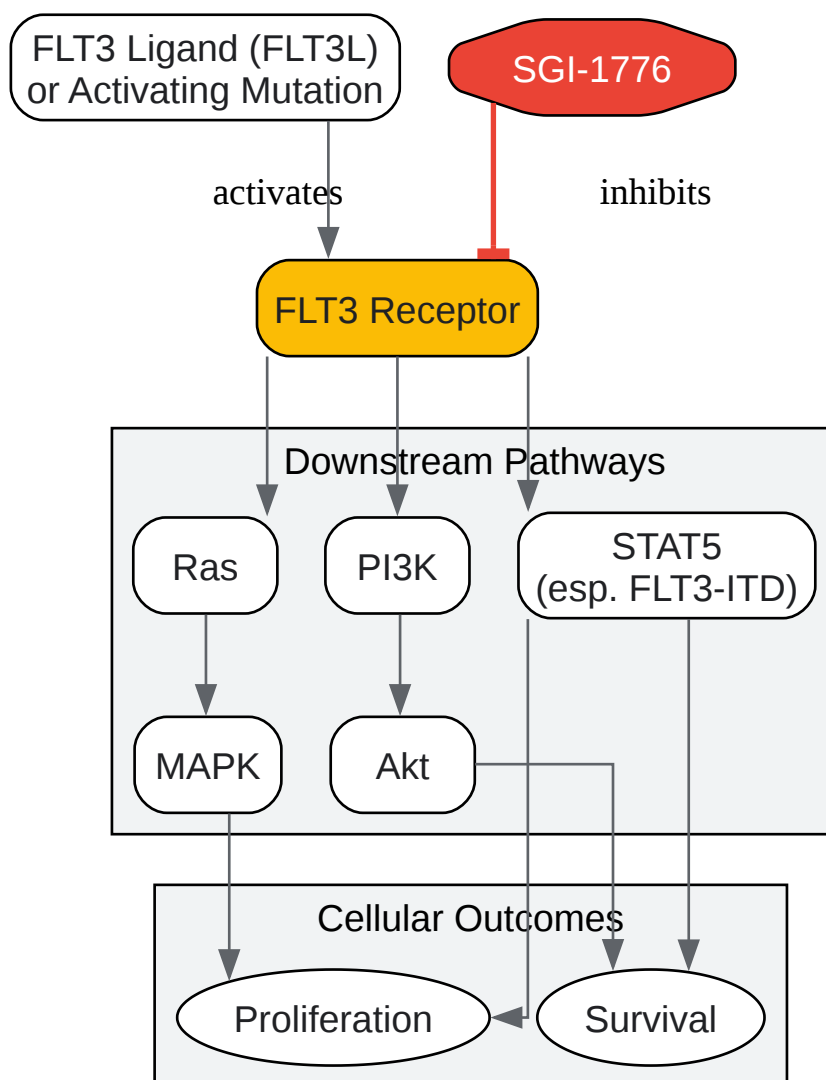 FLT3 Ligand (FLT3L)
or Activating Mutation
SGI-1776
activates
inhibits
FLT3 Receptor
Downstream Pathways
Ras
PI3K
STAT5
(esp. FLT3-ITD)
MAPK
Akt
Cellular Outcomes
Proliferation
Survival